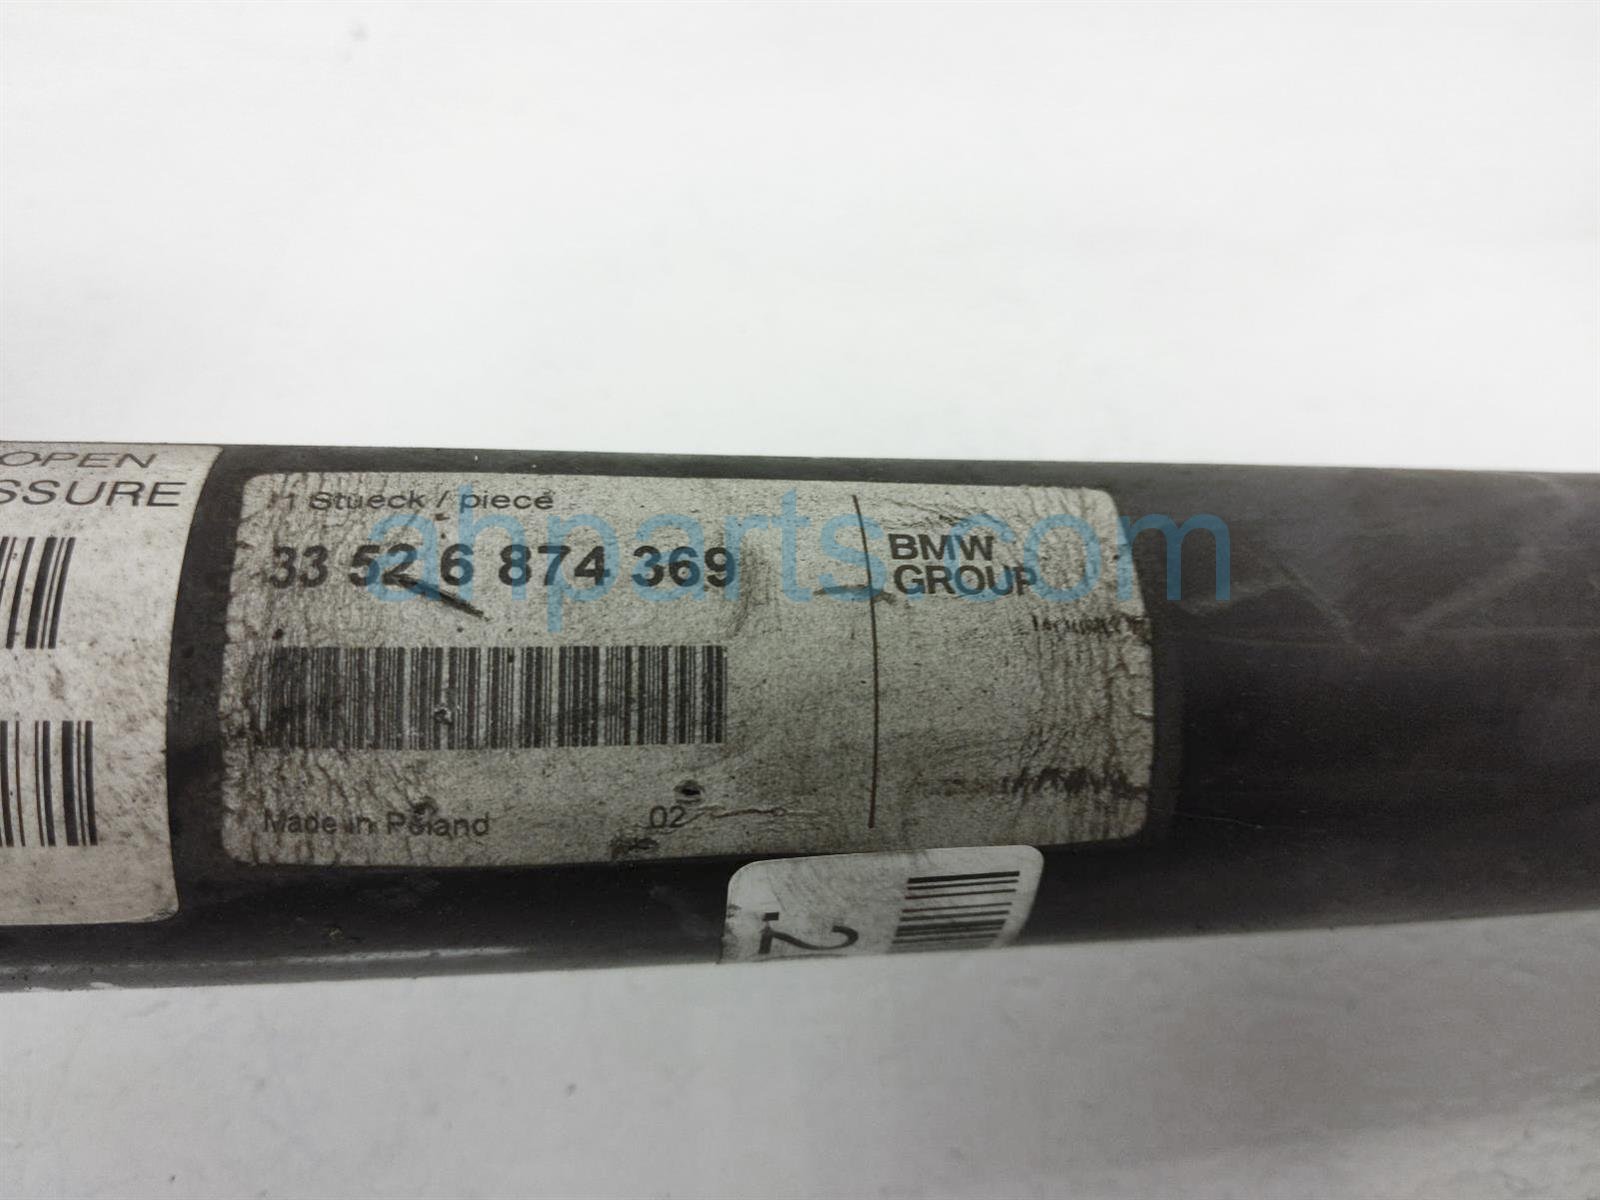 OPEN
SSURE
1 Stueck / piece
33 52 6 874 369
BMW
GROUP
Made in Poland
02
ahparts.com